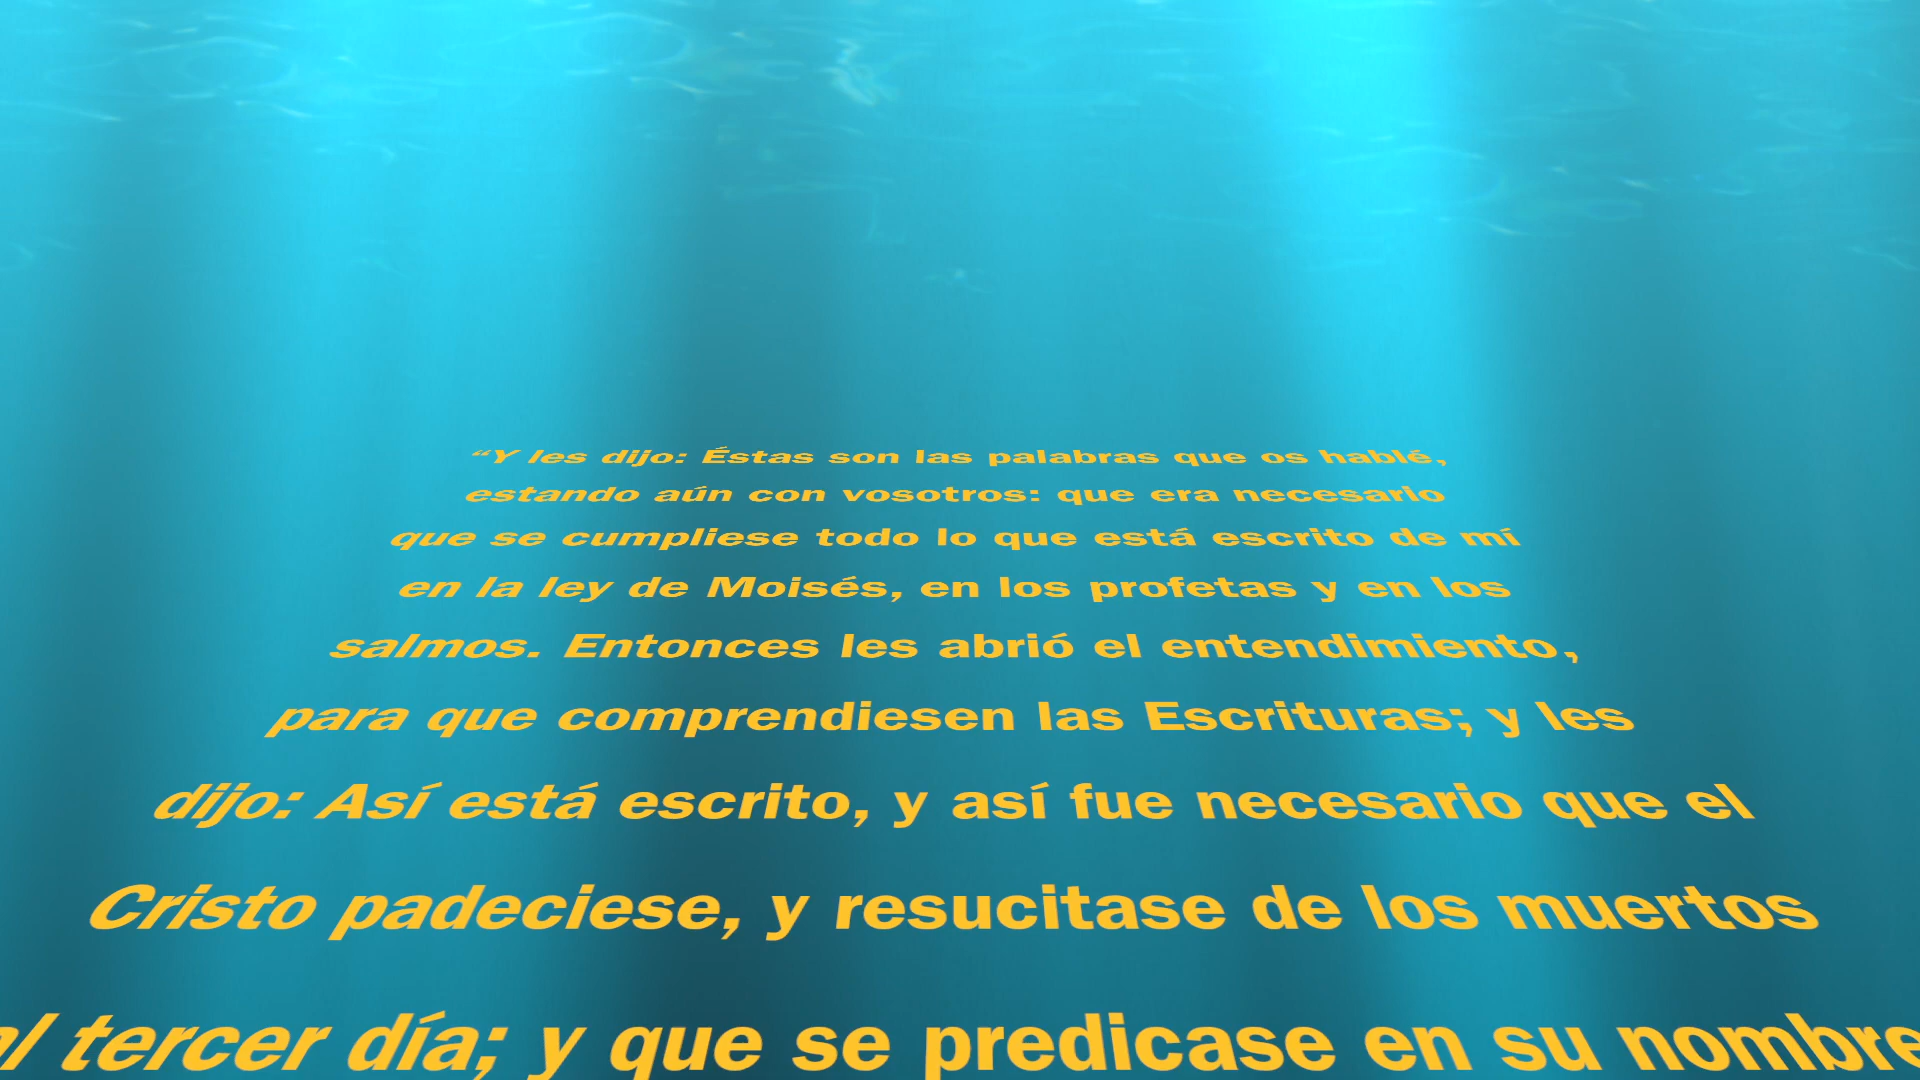 “Y les dijo: Éstas son las palabras que os hablé,
estando aún con vosotros: que era necesario
que se cumpliese todo lo que está escrito de mí
en la ley de Moisés, en los profetas y en los
salmos. Entonces les abrió el entendimiento,
para que comprendiesen las Escrituras; y les
dijo: Así está escrito, y así fue necesario que el
Cristo padeciese, y resucitase de los muertos
al tercer día; y que se predicase en su nombre